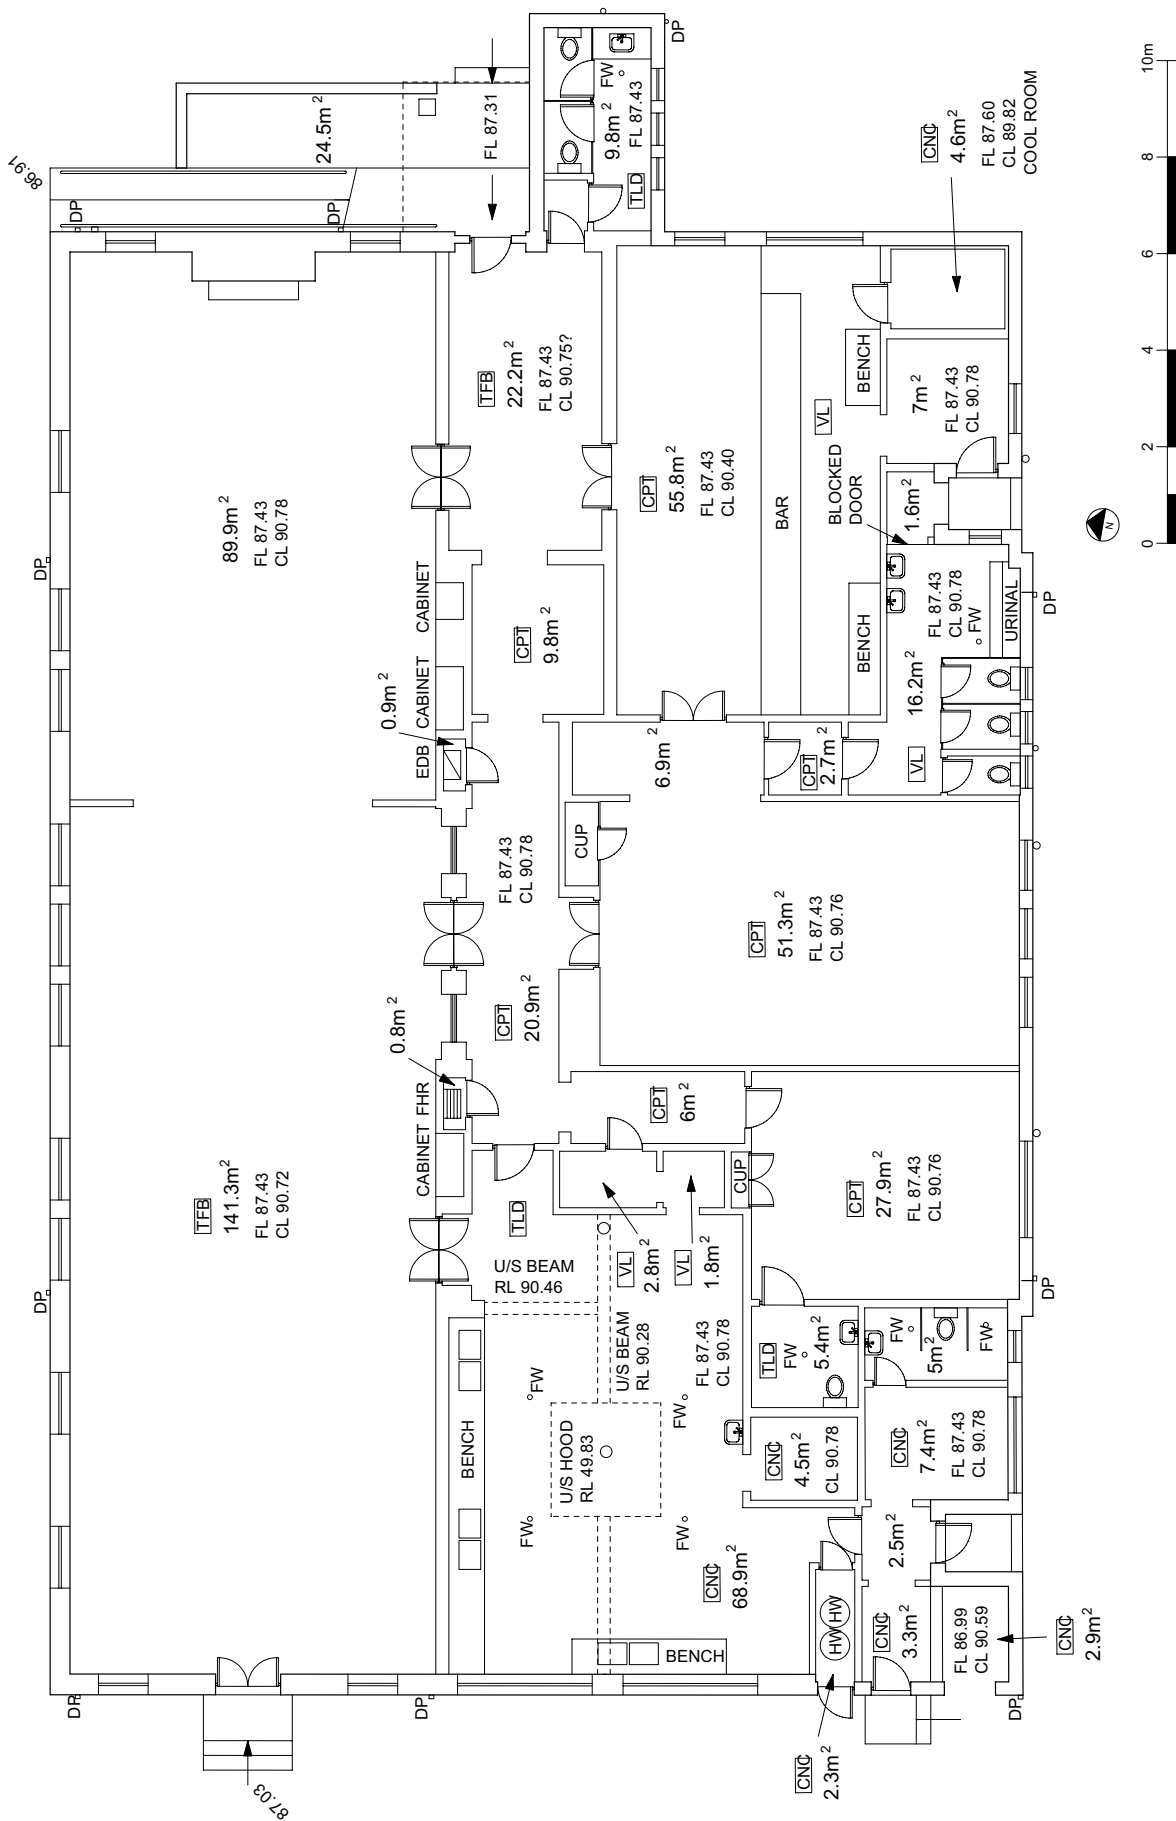 86.91
24.5m²
FL 87.31
DP
DP
DP
FW
9.8m²
FL 87.43
TLD
CNC
4.6m²
FL 87.60
CL 89.82
COOL ROOM
10m
8
6
4
2
0
N
89.9m²
FL 87.43
CL 90.78
TFB
22.2m²
FL 87.43
CL 90.75?
CPT
55.8m²
FL 87.43
CL 90.40
BAR
VL
BENCH
7m²
FL 87.43
CL 90.78
BLOCKED
DOOR
1.6m²
DP
CABINET
CABINET
EDB
0.9m²
CPT
9.8m²
BENCH
FL 87.43
CL 90.78
FW
URINAL
DP
16.2m²
VL
6.9m²
CPT
2.7m²
CUP
FL 87.43
CL 90.78
CPT
20.9m²
CPT
51.3m²
FL 87.43
CL 90.76
0.8m²
CABINET FHR
TFB
141.3m²
FL 87.43
CL 90.72
CPT
6m²
TLD
U/S BEAM
RL 90.46
VL
2.8m²
VL
1.8m²
CUP
CPT
27.9m²
FL 87.43
CL 90.76
DP
DP
U/S BEAM
RL 90.28
FL 87.43
CL 90.78
TLD
FW
5.4m²
FW
5m²
FW
BENCH
FW
FW
U/S HOOD
RL 49.83
FW
FW
CNC
4.5m²
CL 90.78
CNC
7.4m²
FL 87.43
CL 90.78
CNC
68.9m²
2.5m²
BENCH
HW
HW
CNC
3.3m²
FL 86.99
CL 90.59
CNC
2.9m²
CNC
2.3m²
DP
DP
DP
87.03